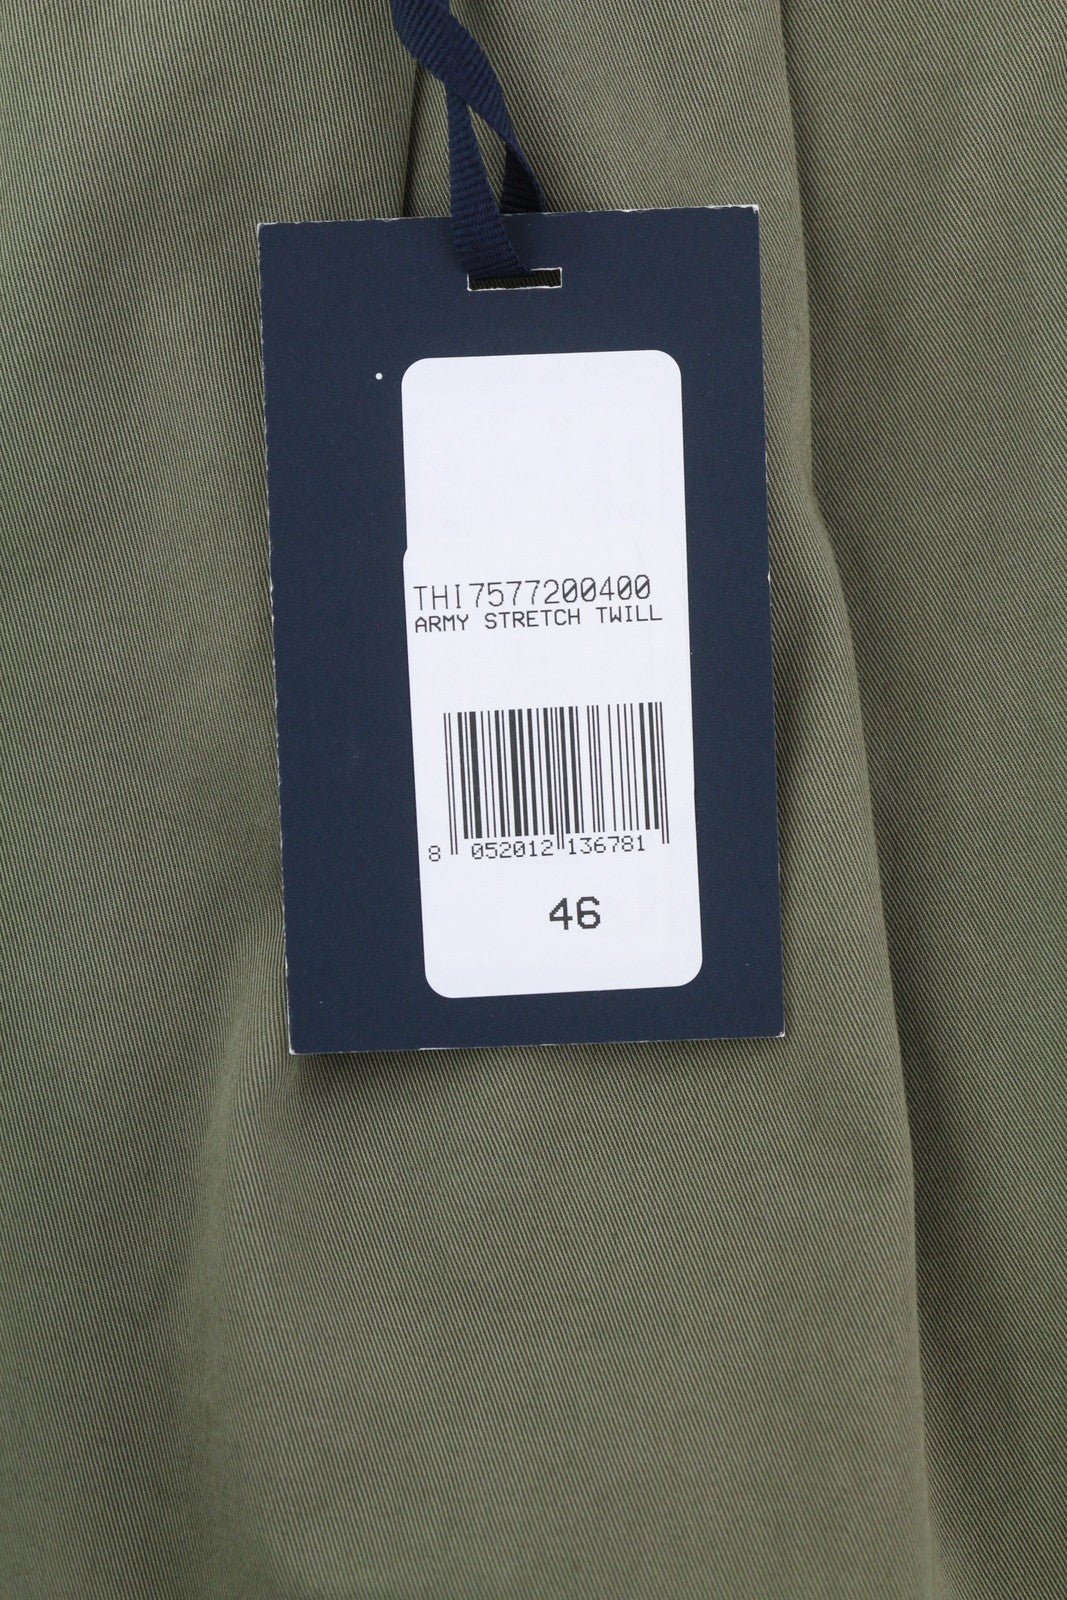 THI7577200400
ARMY STRETCH TWILL
8 052012 136781
46